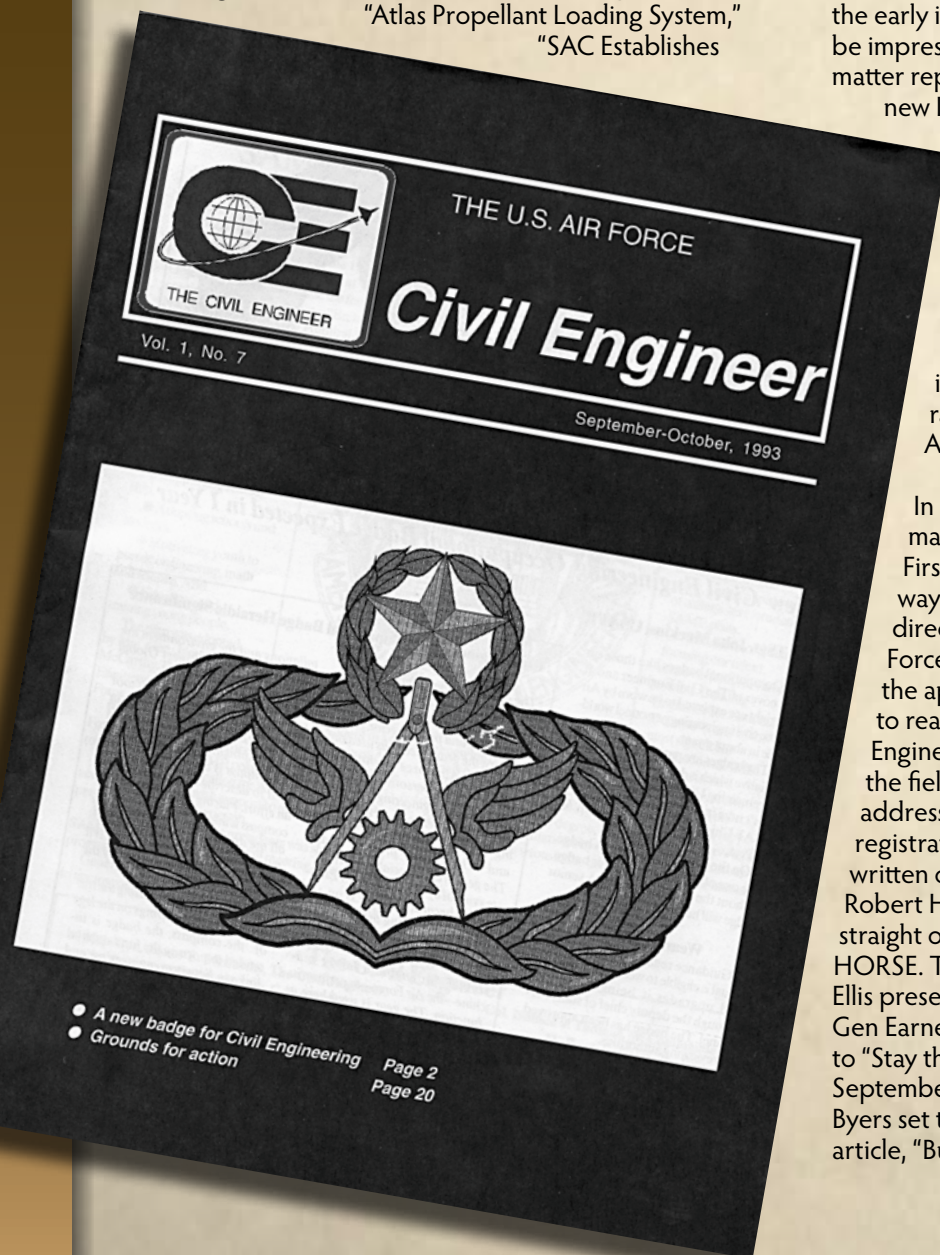 "Atlas Propellant Loading System,"
"SAC Establishes
THE CIVIL ENGINEER
THE U.S. AIR FORCE
Civil Engineer
Vol. 1, No. 7
September-October, 1993
● A new badge for Civil Engineering Page 2
● Grounds for action Page 20
the early i
be impres
matter rep
new
i
r
A
In
ma
Firs
way
direc
Force
the ap
to rea
Engine
the fiel
address
registrat
written o
Robert H
straight o
HORSE. T
Ellis prese
Gen Earne
to "Stay th
Septembe
Byers set t
article, "Bu